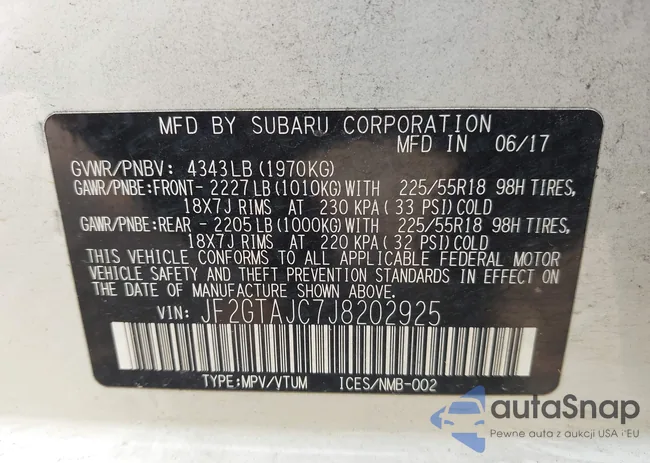 MFD BY SUBARU CORPORATION
MFD IN 06/17
GVWR/PNBV: 4343LB (1970KG)
GAWR/PNBE:FRONT- 2227LB (1010KG) WITH 225/55R18 98H TIRES,
18X7J RIMS AT 230 KPA (33 PSI) COLD
GAWR/PNBE:REAR - 2205LB (1000KG) WITH 225/55R18 98H TIRES,
18X7J RIMS AT 220 KPA (32 PSI) COLD
THIS VEHICLE CONFORMS TO ALL APPLICABLE FEDERAL MOTOR
VEHICLE SAFETY AND THEFT PREVENTION STANDARDS IN EFFECT ON
THE DATE OF MANUFACTURE SHOWN ABOVE.
VIN: JF2GTAJC7J8202925
TYPE:MPV/VTUM ICES/NMB-002
autaSnap
Pewne auta z aukcji USA i EU